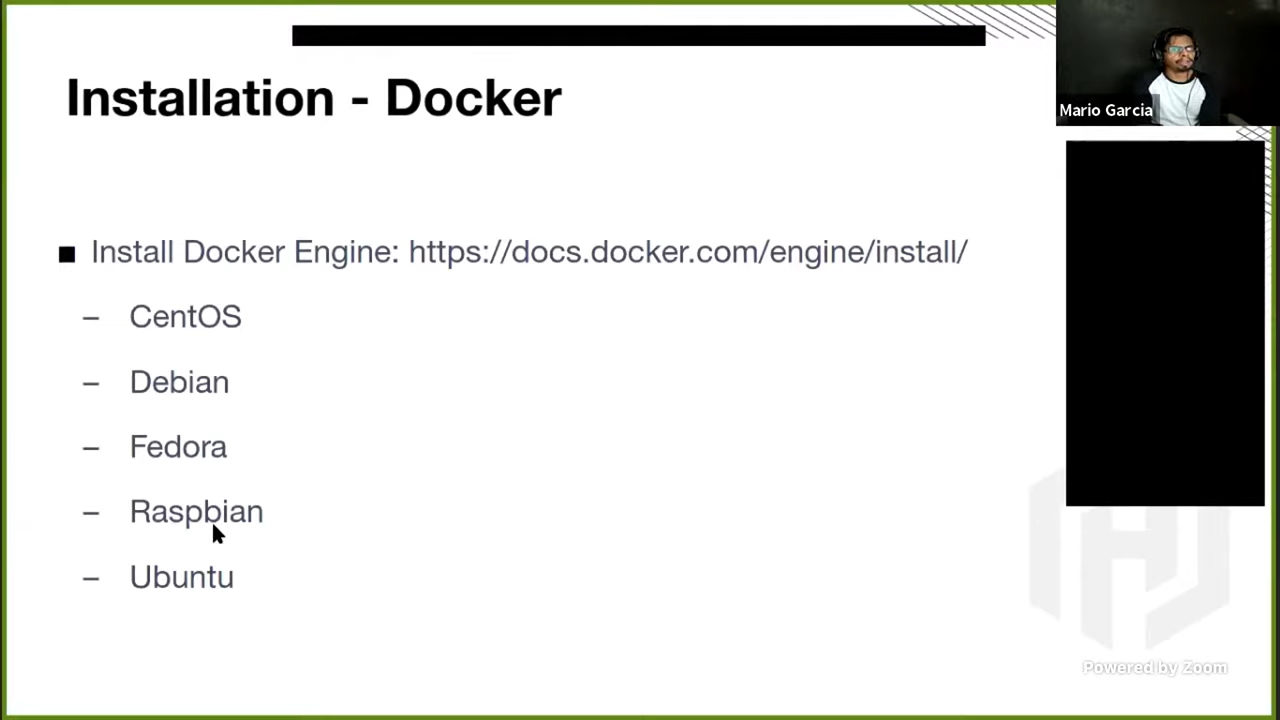 Installation - Docker
Mario Garcia
■ Install Docker Engine: https://docs.docker.com/engine/install/
– CentOS
– Debian
– Fedora
– Raspbian
– Ubuntu
Powered by Zoom